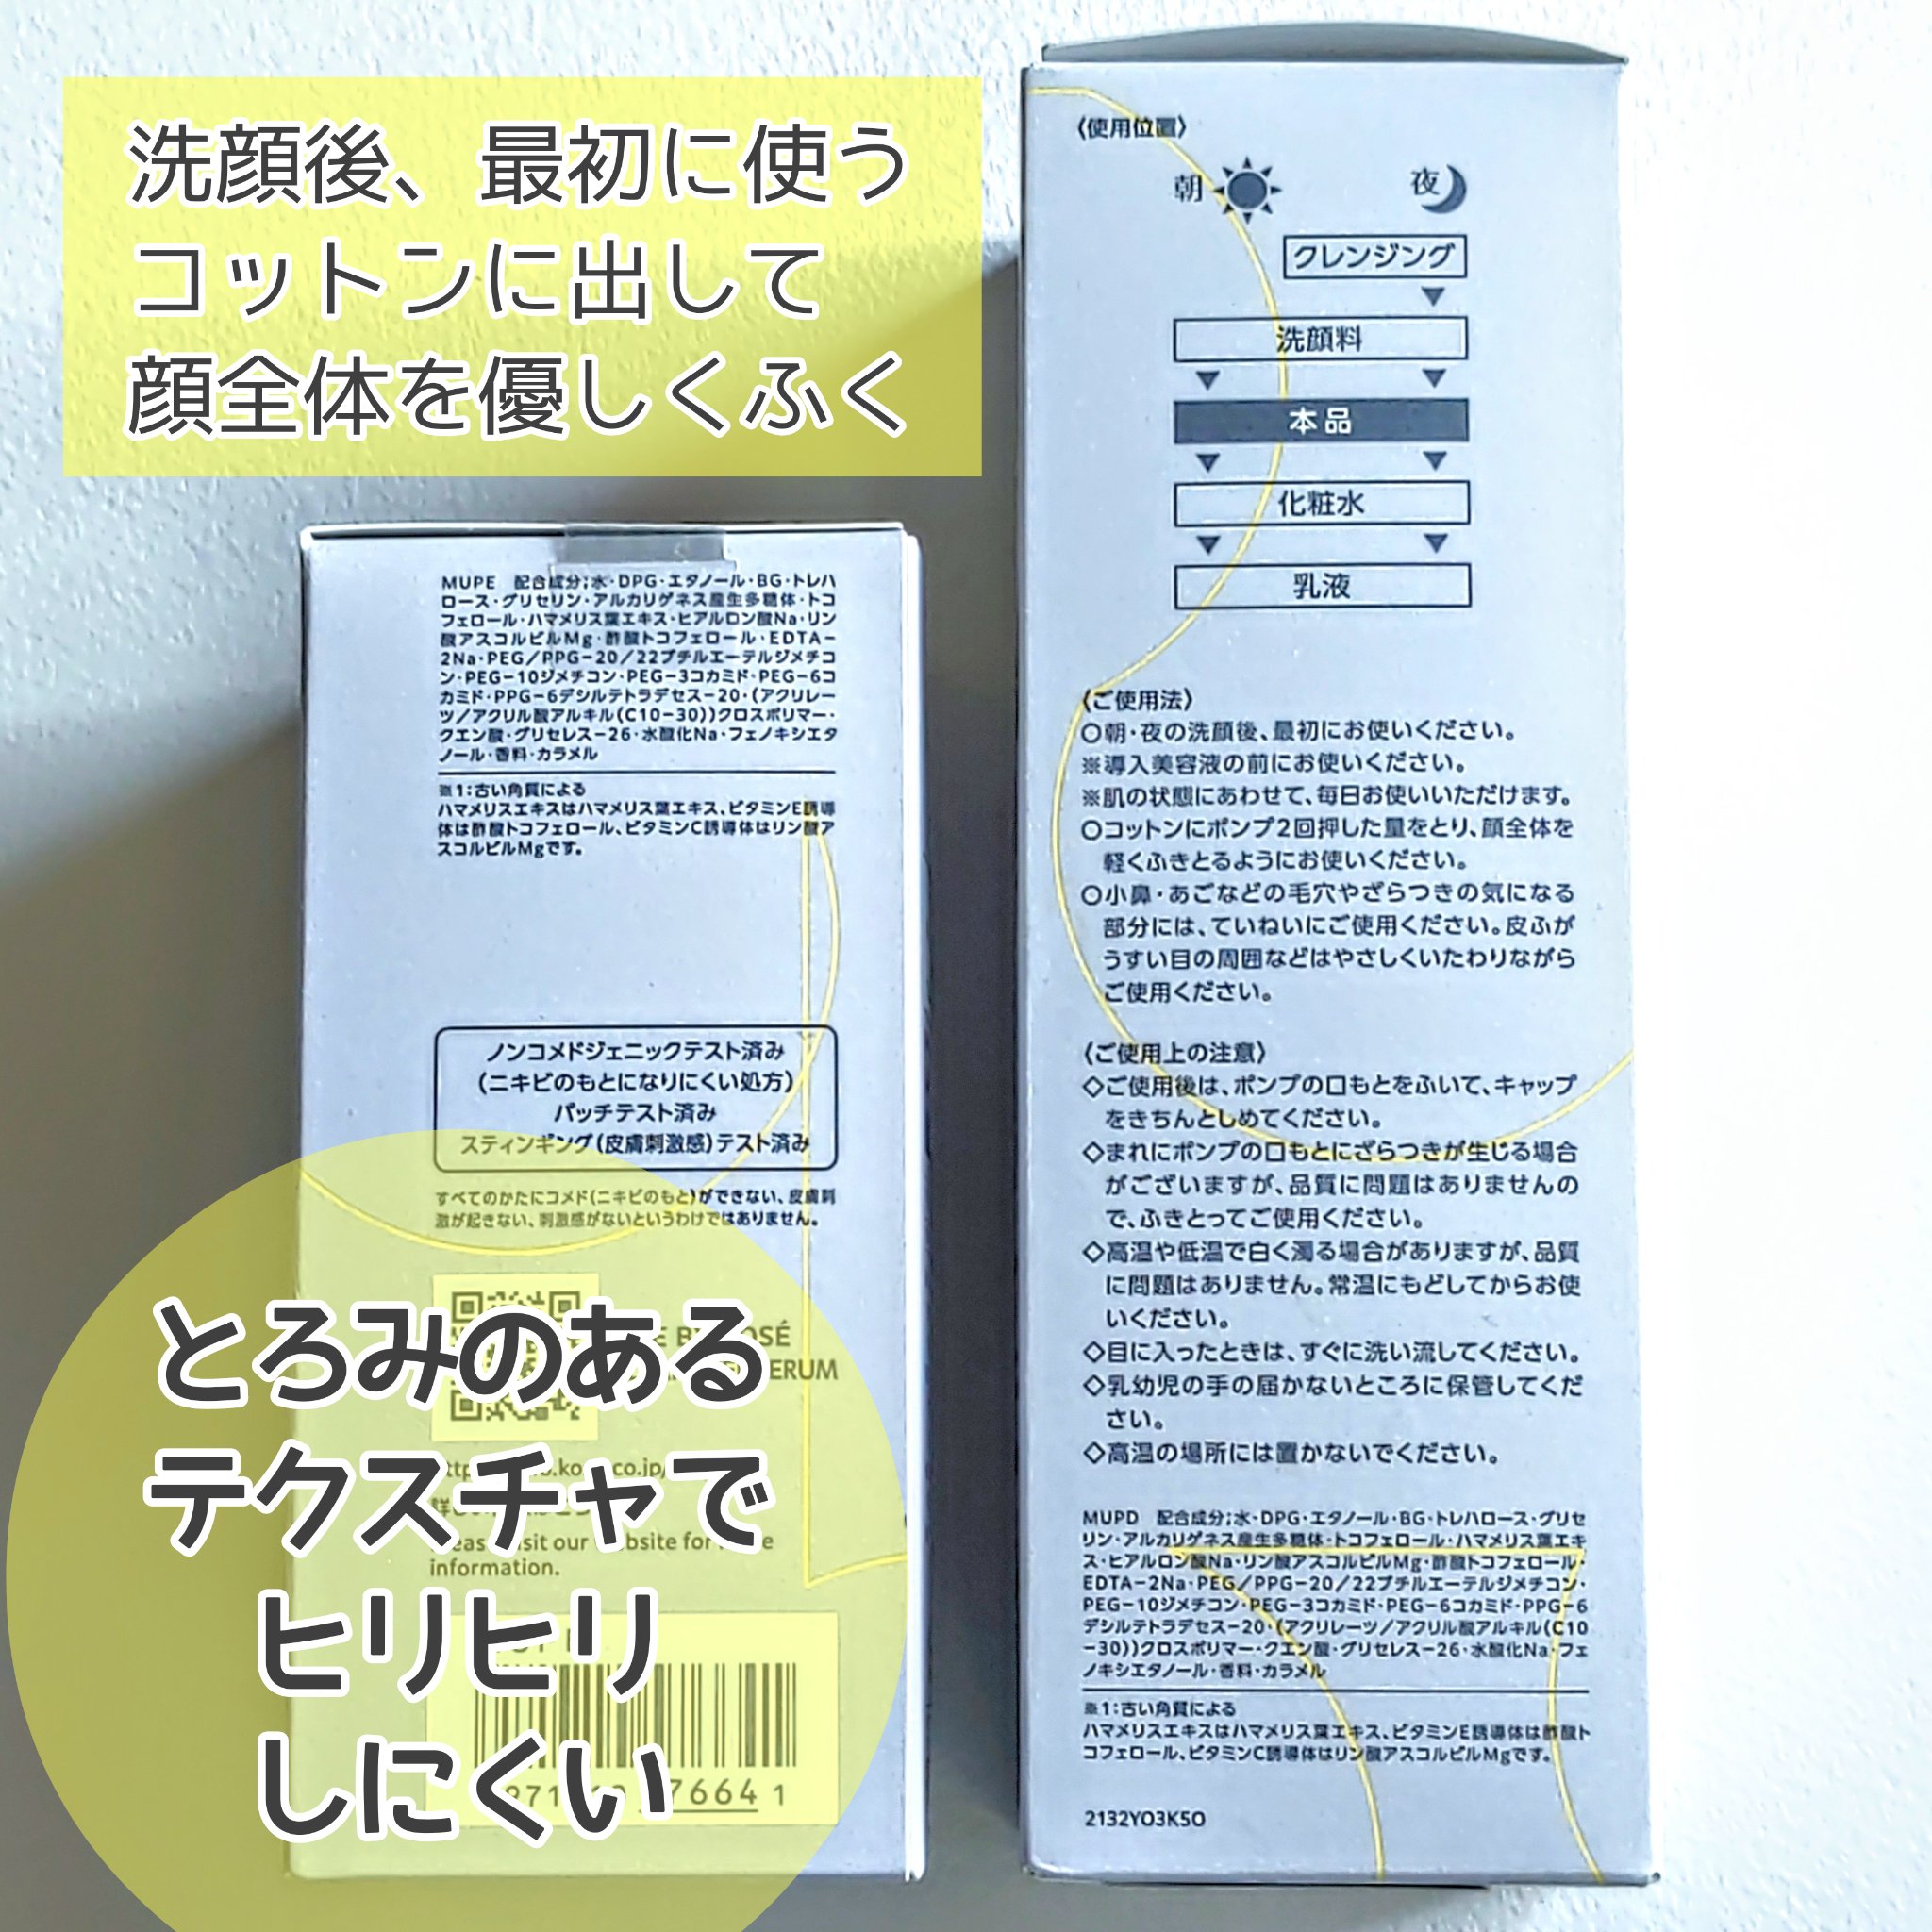 洗顔後、最初に使う
コットンに出して
顔全体を優しくふく
MUPE 配合成分;水・DPG・エタノール・BG・トレハ
ロース・グリセリン・アルカリゲネス産生多糖体・トコ
フェロール・ハマメリス葉エキス・ヒアルロン酸Na・リン
酸アスコルビルMg・酢酸トコフェロール・EDTA-
2Na・PEG/PPG-20/22ブチルエーテルジメチコ
ン・PEG-10ジメチコン・PEG-3コカミド・PEG-6コ
カミド・PPG-6デシルテトラデセス-20・(アクリレー
ツ/アクリル酸アルキル(C10-30))クロスポリマー・
クエン酸・グリセレス-26・水酸化Na・フェノキシエタ
ノール・香料・カラメル
※1:古い角質による
ハマメリスエキスはハマメリス葉エキス、ビタミンE誘導
体は酢酸トコフェロール、ビタミンC誘導体はリン酸ア
スコルビルMgです。
ノンコメドジェニックテスト済み
(ニキビのもとになりにくい処方)
パッチテスト済み
スティンギング(皮膚刺激感)テスト済み
すべてのかたにコメド(ニキビのもと)ができない、皮膚刺
激が起きない、刺激感がないというわけではありません。
とろみのある
テクスチャで
ヒリヒリ
しにくい
information.
7664 1
〈使用位置〉
朝 夜
クレンジング
洗顔料
本品
化粧水
乳液
〈ご使用法〉
○朝・夜の洗顔後、最初にお使いください。
※導入美容液の前にお使いください。
※肌の状態にあわせて、毎日お使いいただけます。
○コットンにポンプ2回押した量をとり、顔全体を
軽くふきとるようにお使いください。
○小鼻・あごなどの毛穴やざらつきの気になる
部分には、ていねいにご使用ください。皮ふが
うすい目の周囲などはやさしくいたわりながら
ご使用ください。
〈ご使用上の注意〉
◇ご使用後は、ポンプの口もとをふいて、キャップ
をきちんとしめてください。
◇まれにポンプの口もとにざらつきが生じる場合
がございますが、品質に問題はありませんの
で、ふきとってご使用ください。
◇高温や低温で白く濁る場合がありますが、品質
に問題はありません。常温にもどしてからお使
いください。
◇目に入ったときは、すぐに洗い流してください。
◇乳幼児の手の届かないところに保管してくだ
さい。
◇高温の場所には置かないでください。
MUPD 配合成分;水・DPG・エタノール・BG・トレハロース・グリセ
リン・アルカリゲネス産生多糖体・トコフェロール・ハマメリス葉エキ
ス・ヒアルロン酸Na・リン酸アスコルビルMg・酢酸トコフェロール・
EDTA-2Na・PEG/PPG-20/22ブチルエーテルジメチコン・
PEG-10ジメチコン・PEG-3コカミド・PEG-6コカミド・PPG-6
デシルテトラデセス-20・(アクリレーツ/アクリル酸アルキル(C10
-30))クロスポリマー・クエン酸・グリセレス-26・水酸化Na・フェ
ノキシエタノール・香料・カラメル
※1:古い角質による
ハマメリスエキスはハマメリス葉エキス、ビタミンE誘導体は酢酸ト
コフェロール、ビタミンC誘導体はリン酸アスコルビルMgです。
2132YO3K5O